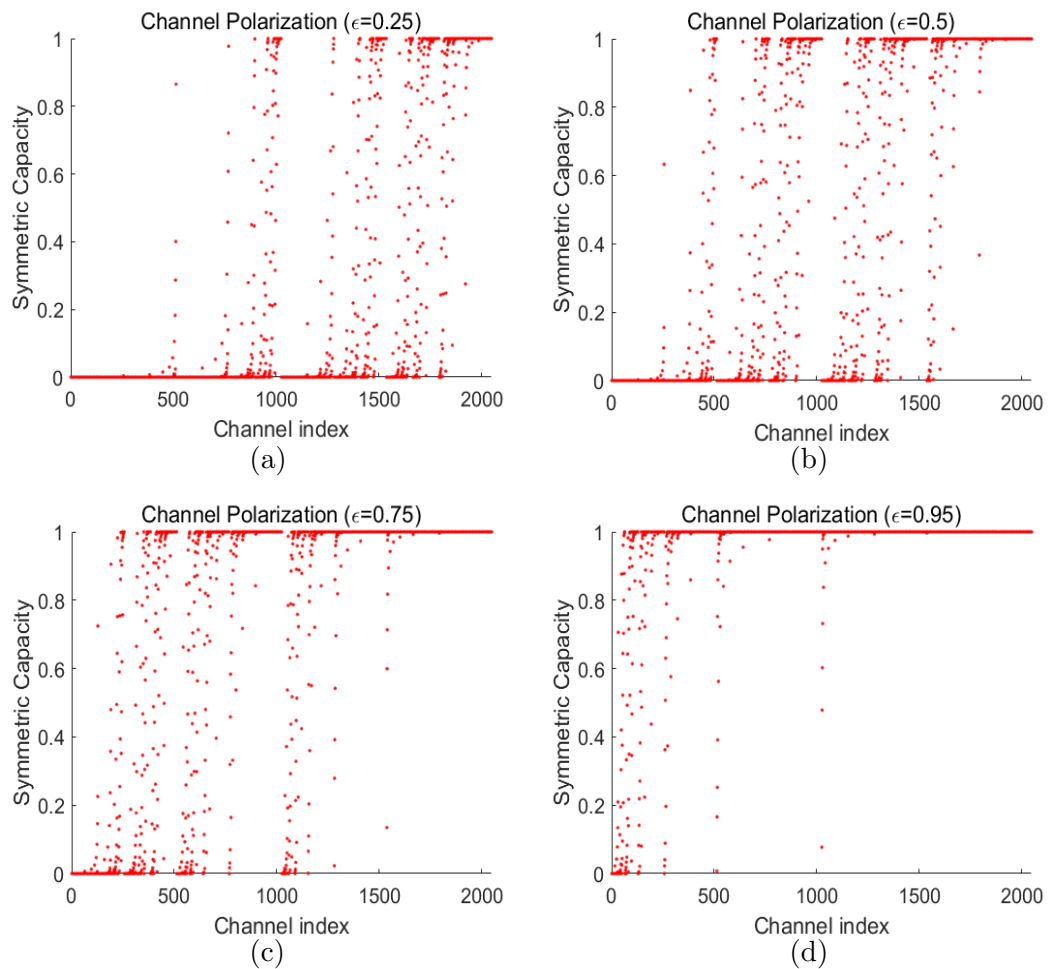 Channel Polarization (ϵ=0.25)
1
0.8
0.6
0.4
0.2
0
Symmetric Capacity
0 500 1000 1500 2000
Channel index
(a)
Channel Polarization (ϵ=0.5)
1
0.8
0.6
0.4
0.2
0
Symmetric Capacity
0 500 1000 1500 2000
Channel index
(b)
Channel Polarization (ϵ=0.75)
1
0.8
0.6
0.4
0.2
0
Symmetric Capacity
0 500 1000 1500 2000
Channel index
(c)
Channel Polarization (ϵ=0.95)
1
0.8
0.6
0.4
0.2
0
Symmetric Capacity
0 500 1000 1500 2000
Channel index
(d)